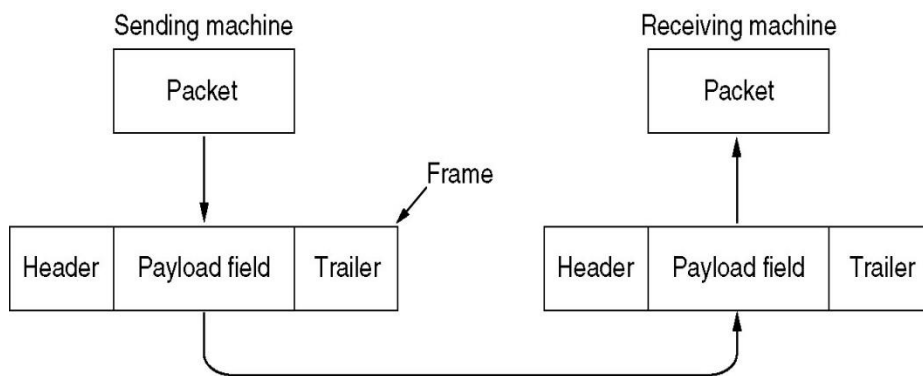 Sending machine
Receiving machine
Packet
Packet
Frame
Header Payload field Trailer
Header Payload field Trailer